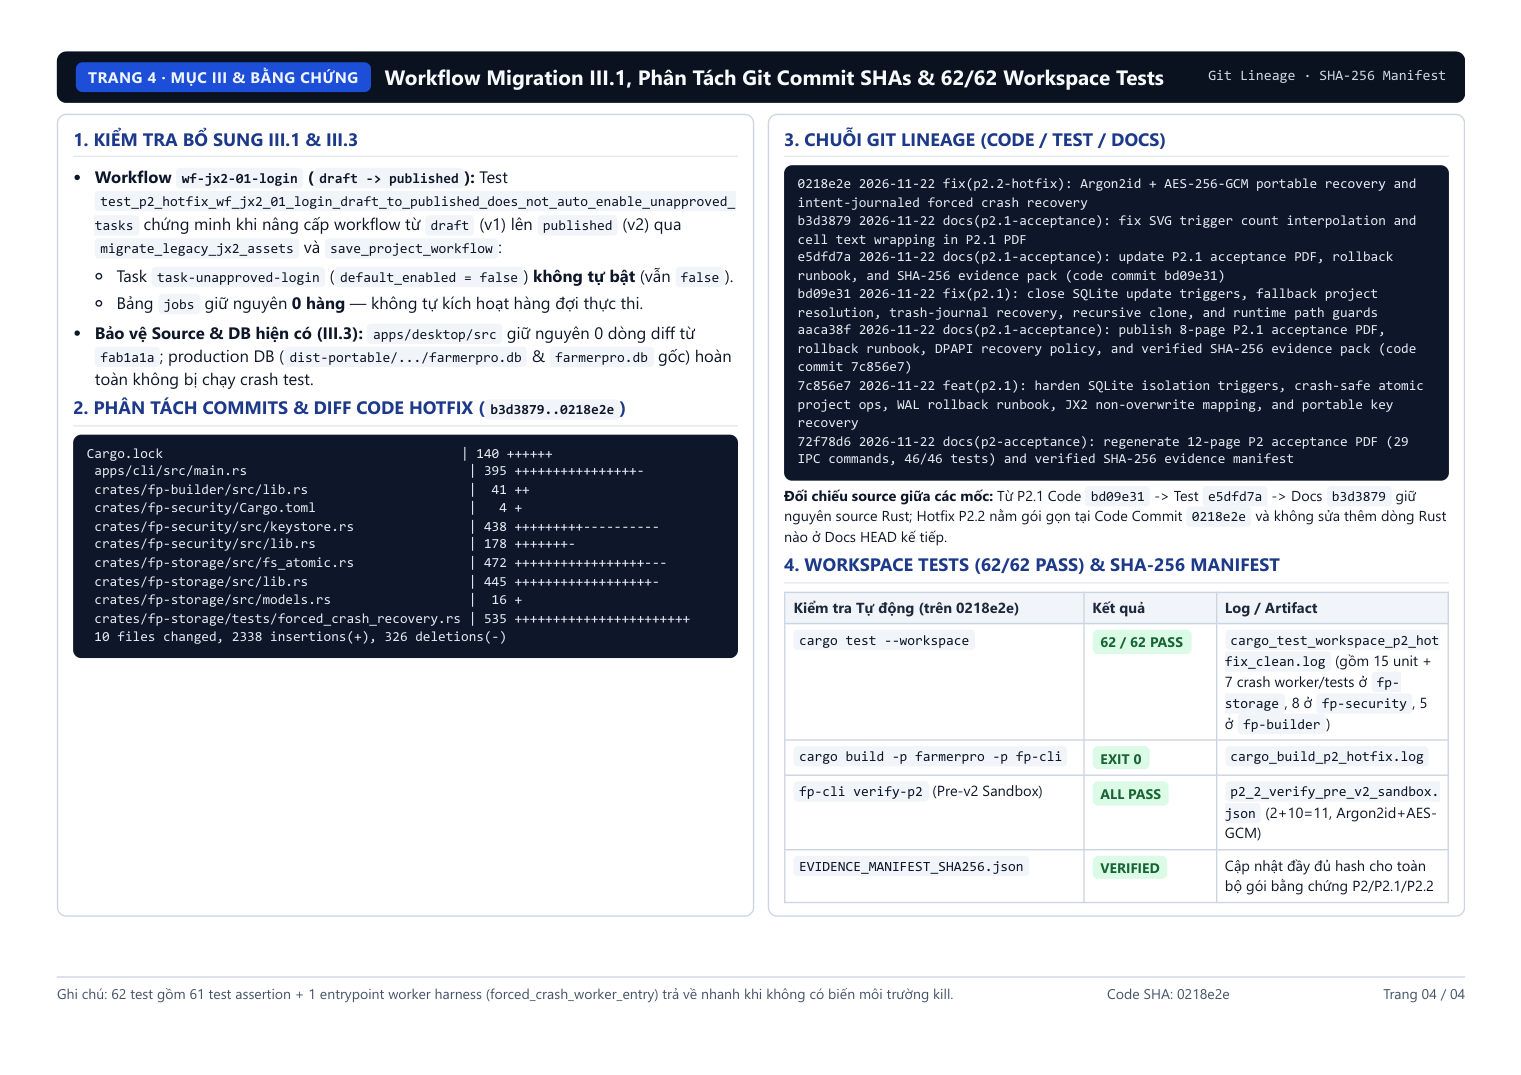 TRANG 4 · MỤC III & BẰNG CHỨNG
Workflow Migration III.1, Phân Tách Git Commit SHAs & 62/62 Workspace Tests
Git Lineage · SHA-256 Manifest
1. KIỂM TRA BỔ SUNG III.1 & III.3
• Workflow wf-jx2-01-login ( draft -> published ): Test
test_p2_hotfix_wf_jx2_01_login_draft_to_published_does_not_auto_enable_unapproved_
tasks chứng minh khi nâng cấp workflow từ draft (v1) lên published (v2) qua
migrate_legacy_jx2_assets và save_project_workflow :
Task task-unapproved-login ( default_enabled = false ) không tự bật (vẫn false ).
Bảng jobs giữ nguyên 0 hàng — không tự kích hoạt hàng đợi thực thi.
• Bảo vệ Source & DB hiện có (III.3): apps/desktop/src giữ nguyên 0 dòng diff từ
fab1a1a ; production DB ( dist-portable/.../farmerpro.db & farmerpro.db gốc) hoàn
toàn không bị chạy crash test.
2. PHÂN TÁCH COMMITS & DIFF CODE HOTFIX ( b3d3879..0218e2e )
Cargo.lock | 140 ++++++
apps/cli/src/main.rs | 395 ++++++++++++++++-
crates/fp-builder/src/lib.rs | 41 ++
crates/fp-security/Cargo.toml | 4 +
crates/fp-security/src/keystore.rs | 438 +++++++++----------
crates/fp-security/src/lib.rs | 178 +++++++-
crates/fp-storage/src/fs_atomic.rs | 472 +++++++++++++++++---
crates/fp-storage/src/lib.rs | 445 ++++++++++++++++++-
crates/fp-storage/src/models.rs | 16 +
crates/fp-storage/tests/forced_crash_recovery.rs | 535 +++++++++++++++++++++++
10 files changed, 2338 insertions(+), 326 deletions(-)
3. CHUỖI GIT LINEAGE (CODE / TEST / DOCS)
0218e2e 2026-11-22 fix(p2.2-hotfix): Argon2id + AES-256-GCM portable recovery and
intent-journaled forced crash recovery
b3d3879 2026-11-22 docs(p2.1-acceptance): fix SVG trigger count interpolation and
cell text wrapping in P2.1 PDF
e5dfd7a 2026-11-22 docs(p2.1-acceptance): update P2.1 acceptance PDF, rollback
runbook, and SHA-256 evidence pack (code commit bd09e31)
bd09e31 2026-11-22 fix(p2.1): close SQLite update triggers, fallback project
resolution, trash-journal recovery, recursive clone, and runtime path guards
aaca38f 2026-11-22 docs(p2.1-acceptance): publish 8-page P2.1 acceptance PDF,
rollback runbook, DPAPI recovery policy, and verified SHA-256 evidence pack (code
commit 7c856e7)
7c856e7 2026-11-22 feat(p2.1): harden SQLite isolation triggers, crash-safe atomic
project ops, WAL rollback runbook, JX2 non-overwrite mapping, and portable key
recovery
72f78d6 2026-11-22 docs(p2-acceptance): regenerate 12-page P2 acceptance PDF (29
IPC commands, 46/46 tests) and verified SHA-256 evidence manifest
Đối chiếu source giữa các mốc: Từ P2.1 Code bd09e31 -> Test e5dfd7a -> Docs b3d3879 giữ
nguyên source Rust; Hotfix P2.2 nằm gói gọn tại Code Commit 0218e2e và không sửa thêm dòng Rust
nào ở Docs HEAD kế tiếp.
4. WORKSPACE TESTS (62/62 PASS) & SHA-256 MANIFEST
Kiểm tra Tự động (trên 0218e2e) Kết quả Log / Artifact
cargo test --workspace 62 / 62 PASS cargo_test_workspace_p2_hot
fix_clean.log (gồm 15 unit +
7 crash worker/tests ở fp-
storage , 8 ở fp-security , 5
ở fp-builder )
cargo build -p farmerpro -p fp-cli EXIT 0 cargo_build_p2_hotfix.log
fp-cli verify-p2 (Pre-v2 Sandbox) ALL PASS p2_2_verify_pre_v2_sandbox.
json (2+10=11, Argon2id+AES-
GCM)
EVIDENCE_MANIFEST_SHA256.json VERIFIED Cập nhật đầy đủ hash cho toàn
bộ gói bằng chứng P2/P2.1/P2.2
Ghi chú: 62 test gồm 61 test assertion + 1 entrypoint worker harness (forced_crash_worker_entry) trả về nhanh khi không có biến môi trường kill.
Code SHA: 0218e2e
Trang 04 / 04